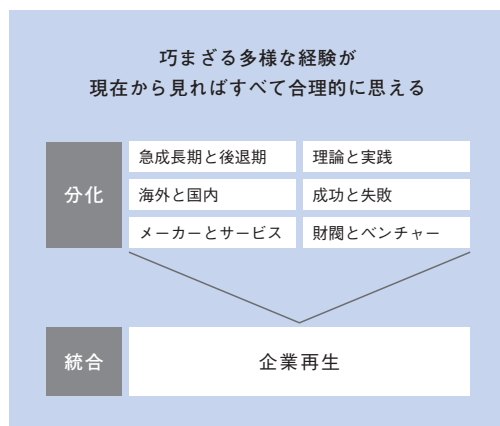 巧まざる多様な経験が
現在から見ればすべて合理的に思える
分化
急成長期と後退期
理論と実践
海外と国内
成功と失敗
メーカーとサービス
財閥とベンチャー
統合
企業再生